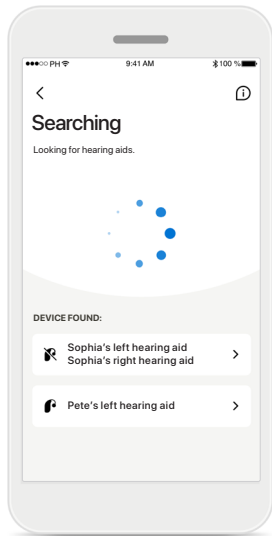 PH 9:41 AM 100 %
Searching
Looking for hearing aids.
DEVICE FOUND:
Sophia's left hearing aid
Sophia's right hearing aid
Pete's left hearing aid